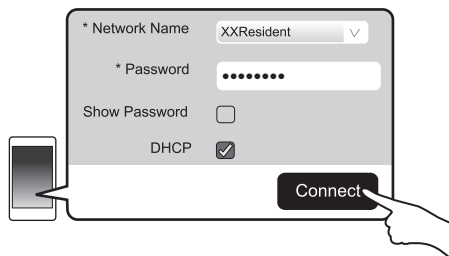 * Network Name XXResident
* Password ●●●●●●●●
Show Password
DHCP
Connect